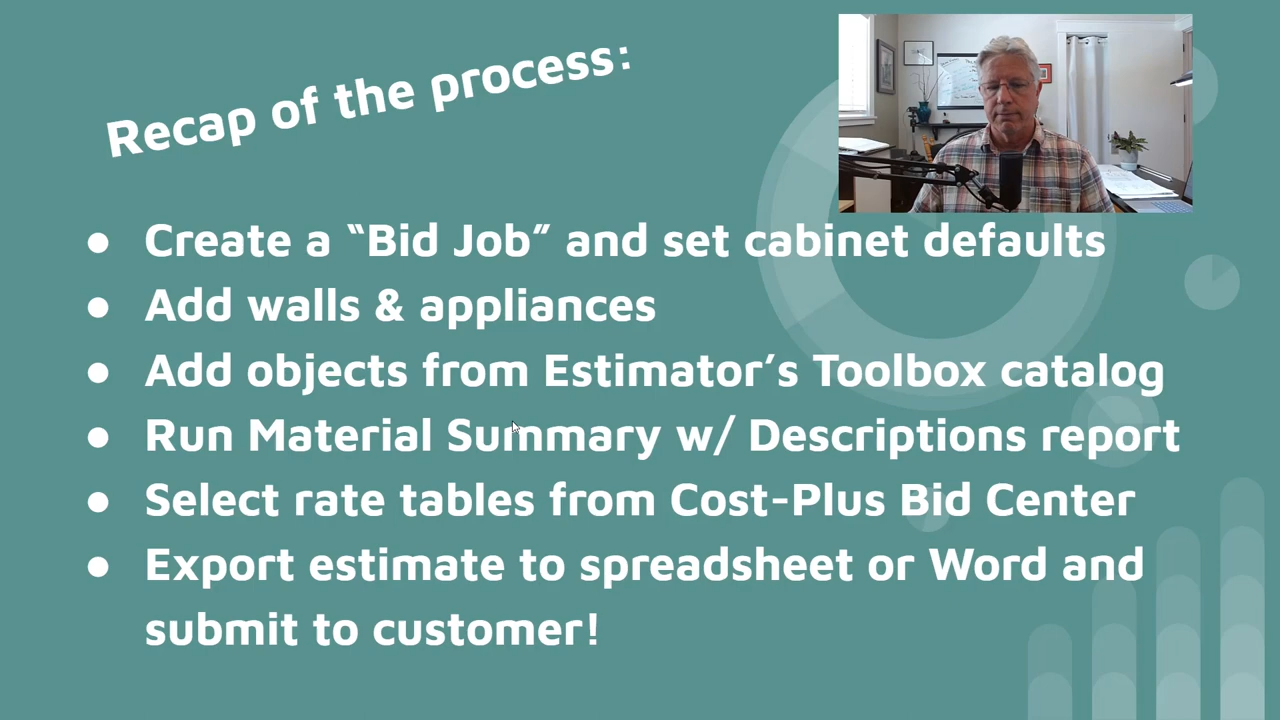 Recap of the process:
● Create a “Bid Job” and set cabinet defaults
● Add walls & appliances
● Add objects from Estimator’s Toolbox catalog
● Run Material Summary w/ Descriptions report
● Select rate tables from Cost-Plus Bid Center
● Export estimate to spreadsheet or Word and
submit to customer!